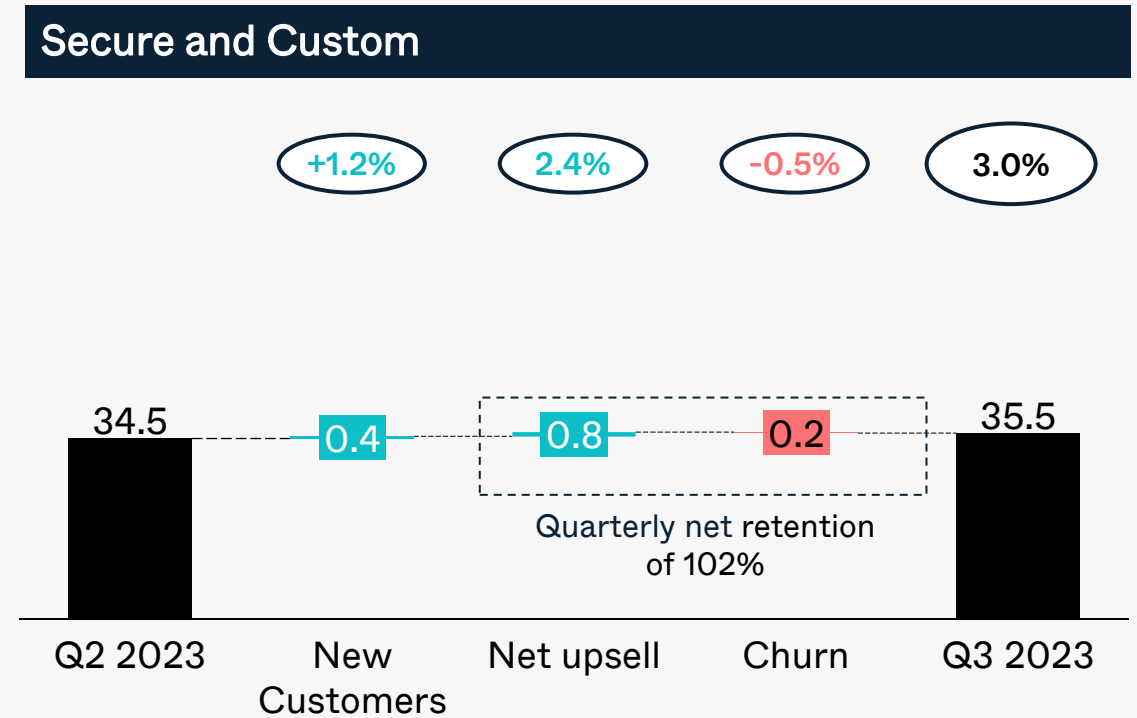 Secure and Custom
+1.2%
2.4%
-0.5%
3.0%
34.5
0.4
0.8
0.2
35.5
Quarterly net retention
of 102%
Q2 2023
New
Customers
Net upsell
Churn
Q3 2023